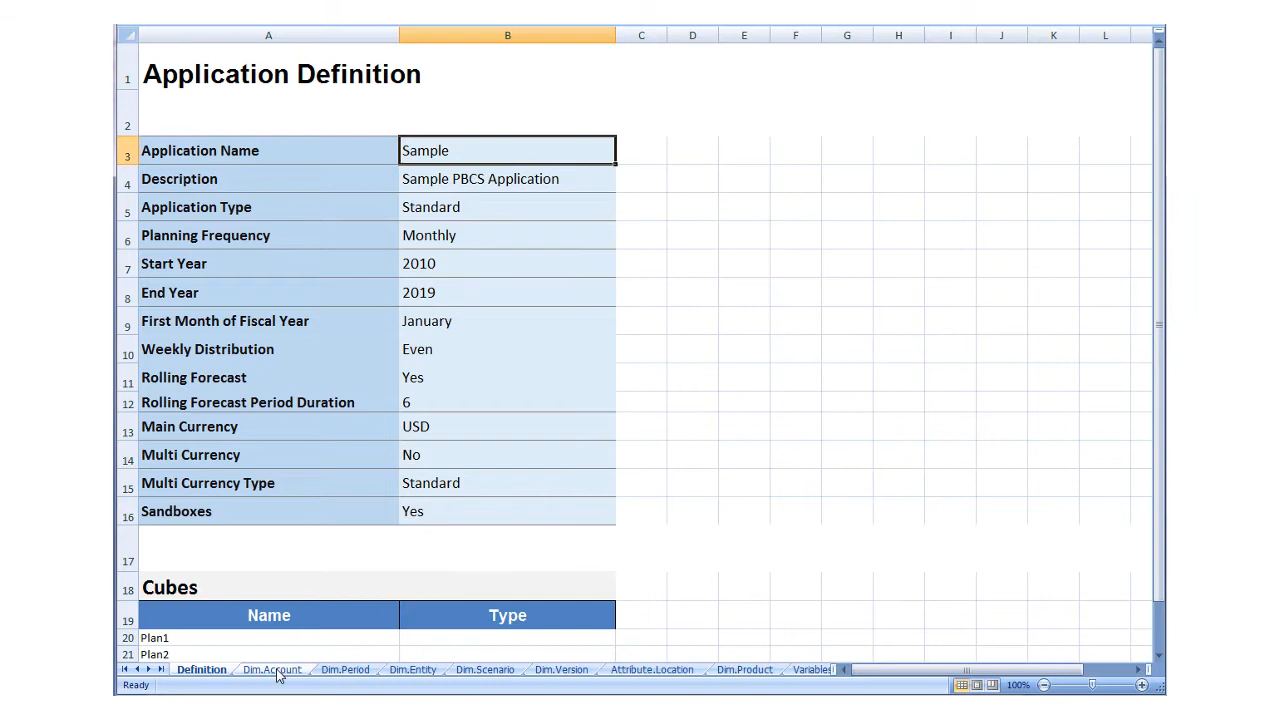 A B C D E F G H I J K L
1 Application Definition
2
3 Application Name Sample
4 Description Sample PBCS Application
5 Application Type Standard
6 Planning Frequency Monthly
7 Start Year 2010
8 End Year 2019
9 First Month of Fiscal Year January
10 Weekly Distribution Even
11 Rolling Forecast Yes
12 Rolling Forecast Period Duration 6
13 Main Currency USD
14 Multi Currency No
15 Multi Currency Type Standard
16 Sandboxes Yes
17
18 Cubes
19 Name Type
20 Plan1
21 Plan2
Definition Dim.Account Dim.Period Dim.Entity Dim.Scenario Dim.Version Attribute.Location Dim.Product Variables
Ready 100%